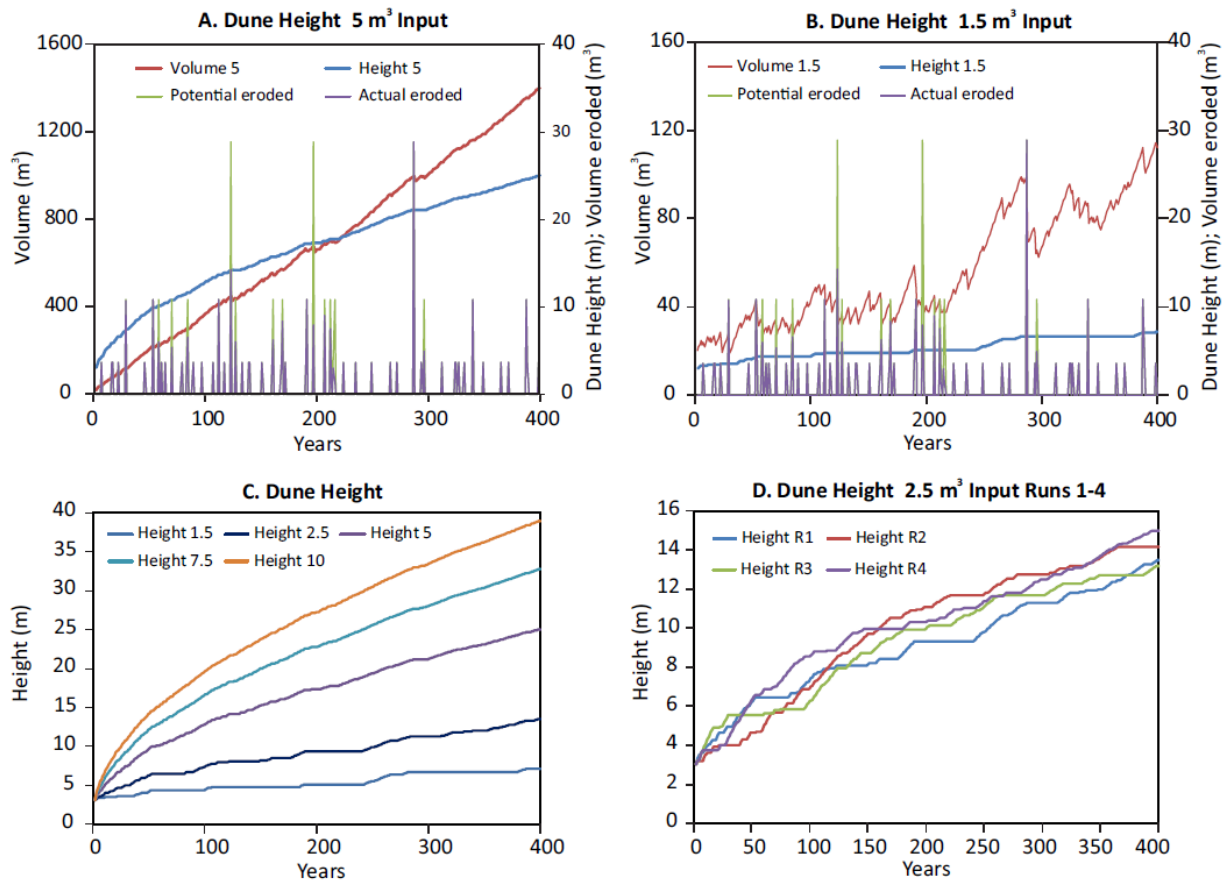 A. Dune Height 5 m³ Input
1600
1200
800
400
0
Volume (m³)
Volume 5
Height 5
Potential eroded
Actual eroded
40
30
20
10
0
Dune Height (m); Volume eroded (m³)
0 100 200 300 400
Years
B. Dune Height 1.5 m³ Input
160
120
80
40
0
Volume (m³)
Volume 1.5
Height 1.5
Potential eroded
Actual eroded
40
30
20
10
0
Dune Height (m); Volume eroded (m³)
0 100 200 300 400
Years
C. Dune Height
40
35
30
25
20
15
10
5
0
Height (m)
Height 1.5 Height 2.5 Height 5
Height 7.5 Height 10
0 100 200 300 400
Years
D. Dune Height 2.5 m³ Input Runs 1-4
16
14
12
10
8
6
4
2
0
Height (m)
Height R1 Height R2
Height R3 Height R4
0 50 100 150 200 250 300 350 400
Years